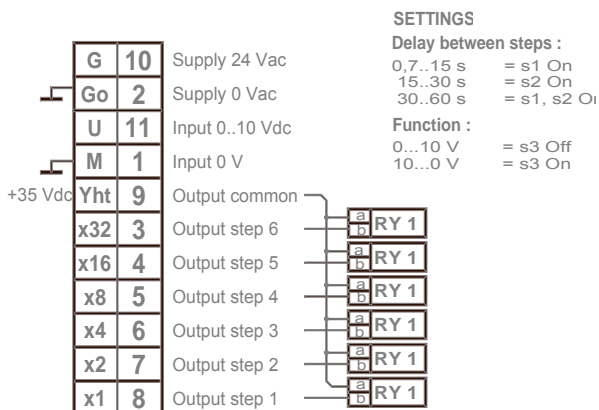 SETTINGS
Delay between steps :
0,7..15 s = s1 On
15..30 s = s2 On
30..60 s = s1, s2 On
Function :
0...10 V = s3 Off
10...0 V = s3 On
G 10 Supply 24 Vac
Go 2 Supply 0 Vac
U 11 Input 0..10 Vdc
M 1 Input 0 V
+35 Vdc Yht 9 Output common
x32 3 Output step 6 a b RY 1
x16 4 Output step 5 a b RY 1
x8 5 Output step 4 a b RY 1
x4 6 Output step 3 a b RY 1
x2 7 Output step 2 a b RY 1
x1 8 Output step 1 a b RY 1